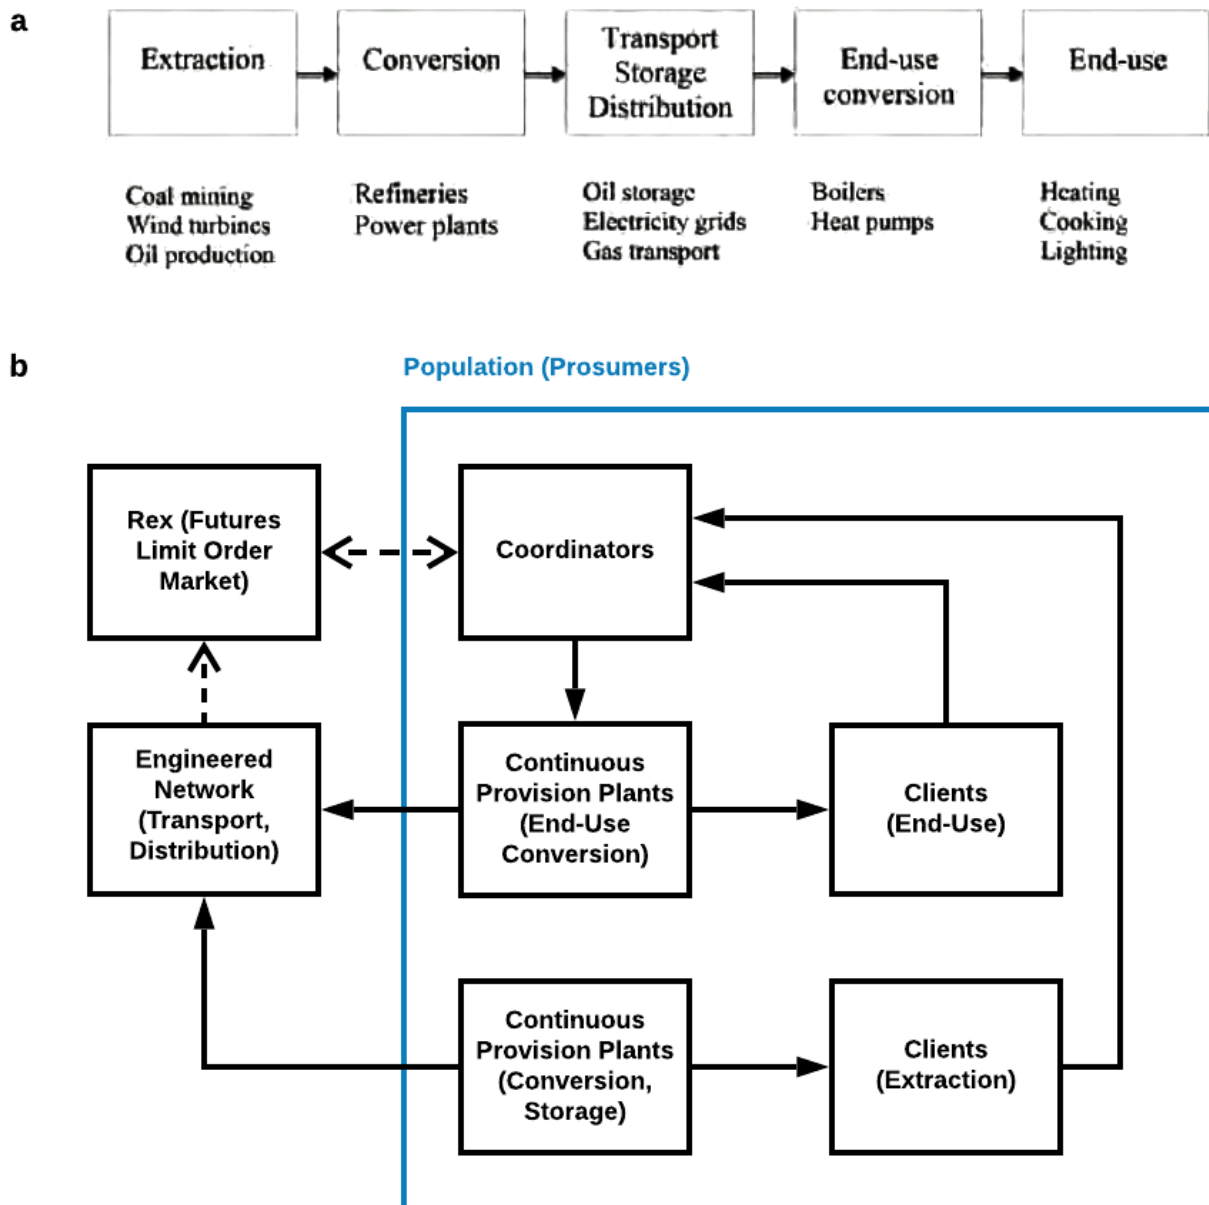 a
Extraction
Conversion
Transport
Storage
Distribution
End-use
conversion
End-use
Coal mining
Wind turbines
Oil production
Refineries
Power plants
Oil storage
Electricity grids
Gas transport
Boilers
Heat pumps
Heating
Cooking
Lighting
b
Population (Prosumers)
Rex (Futures
Limit Order
Market)
Coordinators
Engineered
Network
(Transport,
Distribution)
Continuous
Provision Plants
(End-Use
Conversion)
Clients
(End-Use)
Continuous
Provision Plants
(Conversion,
Storage)
Clients
(Extraction)